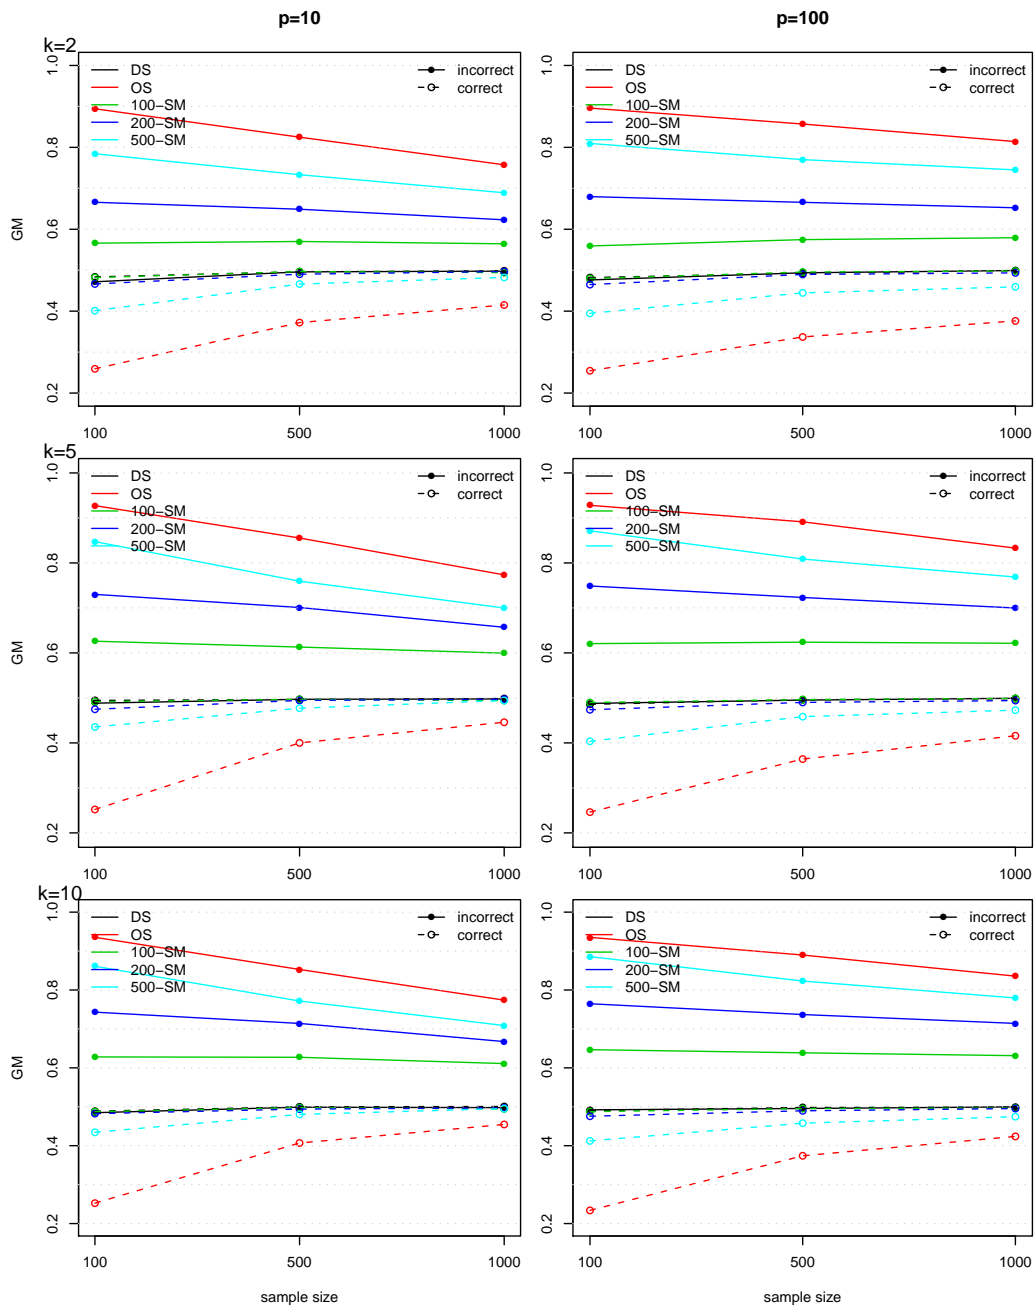 p=10
p=100
k=2
DS
OS
100−SM
200−SM
500−SM
incorrect
correct
GM
0.2
0.4
0.6
0.8
1.0
100
500
1000
DS
OS
100−SM
200−SM
500−SM
incorrect
correct
0.2
0.4
0.6
0.8
1.0
100
500
1000
k=5
DS
OS
100−SM
200−SM
500−SM
incorrect
correct
GM
0.2
0.4
0.6
0.8
1.0
100
500
1000
DS
OS
100−SM
200−SM
500−SM
incorrect
correct
0.2
0.4
0.6
0.8
1.0
100
500
1000
k=10
DS
OS
100−SM
200−SM
500−SM
incorrect
correct
GM
0.2
0.4
0.6
0.8
1.0
100
500
1000
sample size
DS
OS
100−SM
200−SM
500−SM
incorrect
correct
0.2
0.4
0.6
0.8
1.0
100
500
1000
sample size